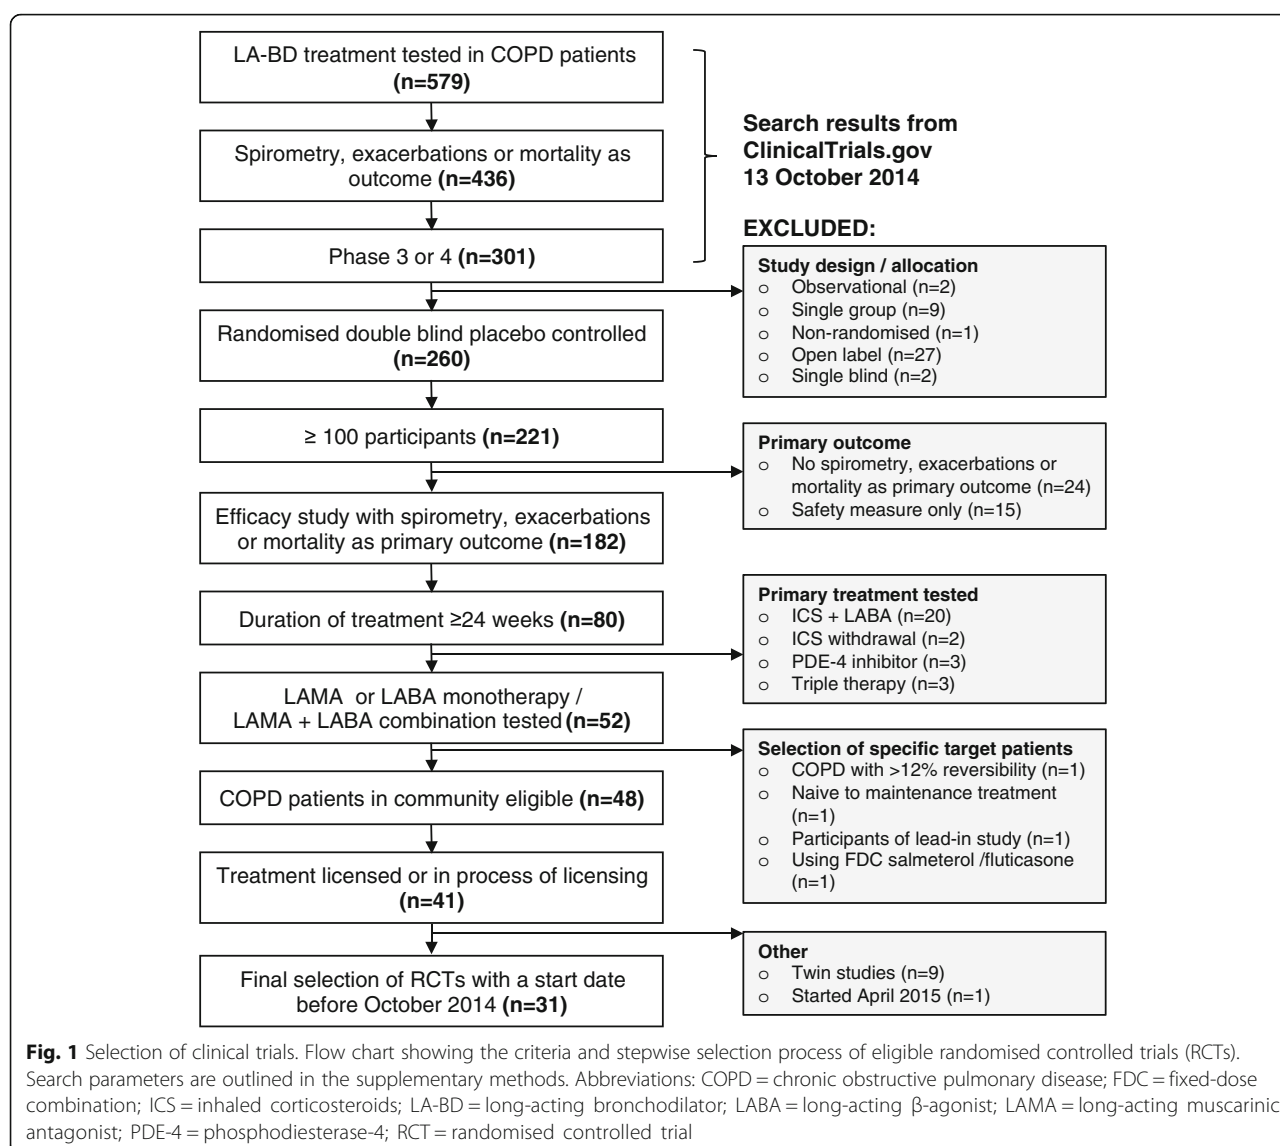 LA-BD treatment tested in COPD patients
(n=579)
Spirometry, exacerbations or mortality as
outcome (n=436)
Phase 3 or 4 (n=301)
Search results from
ClinicalTrials.gov
13 October 2014
EXCLUDED:
Study design / allocation
o Observational (n=2)
o Single group (n=9)
o Non-randomised (n=1)
o Open label (n=27)
o Single blind (n=2)
Randomised double blind placebo controlled
(n=260)
≥ 100 participants (n=221)
Primary outcome
o No spirometry, exacerbations or
mortality as primary outcome (n=24)
o Safety measure only (n=15)
Efficacy study with spirometry, exacerbations
or mortality as primary outcome (n=182)
Duration of treatment ≥24 weeks (n=80)
Primary treatment tested
o ICS + LABA (n=20)
o ICS withdrawal (n=2)
o PDE-4 inhibitor (n=3)
o Triple therapy (n=3)
LAMA or LABA monotherapy /
LAMA + LABA combination tested (n=52)
Selection of specific target patients
o COPD with >12% reversibility (n=1)
o Naive to maintenance treatment
(n=1)
o Participants of lead-in study (n=1)
o Using FDC salmeterol /fluticasone
(n=1)
COPD patients in community eligible (n=48)
Treatment licensed or in process of licensing
(n=41)
Other
o Twin studies (n=9)
o Started April 2015 (n=1)
Final selection of RCTs with a start date
before October 2014 (n=31)
Fig. 1 Selection of clinical trials. Flow chart showing the criteria and stepwise selection process of eligible randomised controlled trials (RCTs).
Search parameters are outlined in the supplementary methods. Abbreviations: COPD = chronic obstructive pulmonary disease; FDC = fixed-dose
combination; ICS = inhaled corticosteroids; LA-BD = long-acting bronchodilator; LABA = long-acting β-agonist; LAMA = long-acting muscarinic
antagonist; PDE-4 = phosphodiesterase-4; RCT = randomised controlled trial